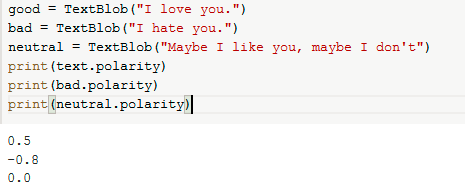 good = TextBlob("I love you.")
bad = TextBlob("I hate you.")
neutral = TextBlob("Maybe I like you, maybe I don't")
print(text.polarity)
print(bad.polarity)
print(neutral.polarity)
0.5
-0.8
0.0